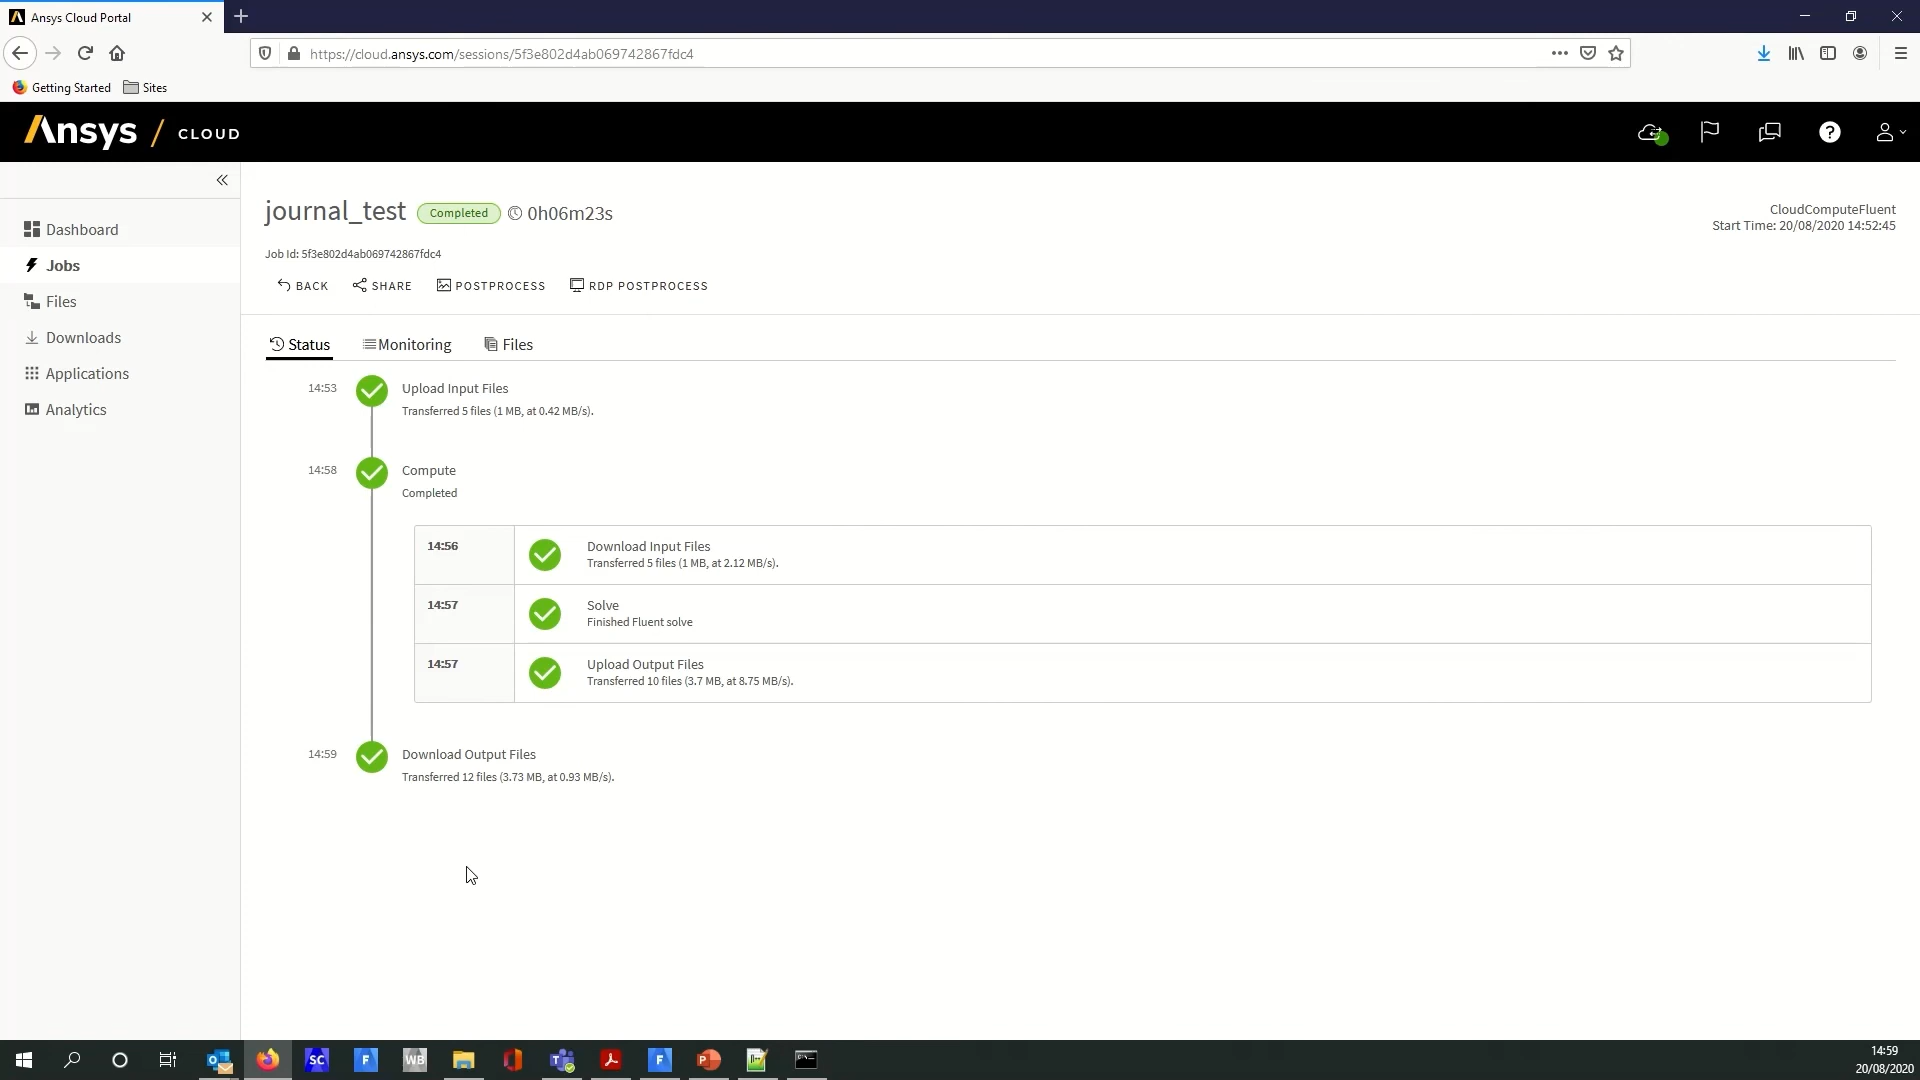 Ansys Cloud Portal
https://cloud.ansys.com/sessions/5f3e802d4ab069742867fdc4
Getting Started
Sites
Ansys / CLOUD
journal_test Completed 0h06m23s
CloudComputeFluent
Start Time: 20/08/2020 14:52:45
Job Id: 5f3e802d4ab069742867fdc4
BACK SHARE POSTPROCESS RDP POSTPROCESS
Dashboard
Jobs
Files
Downloads
Applications
Analytics
Status Monitoring Files
14:53 Upload Input Files
Transferred 5 files (1 MB, at 0.42 MB/s).
14:58 Compute
Completed
14:56 Download Input Files
Transferred 5 files (1 MB, at 2.12 MB/s).
14:57 Solve
Finished Fluent solve
14:57 Upload Output Files
Transferred 10 files (3.7 MB, at 8.75 MB/s).
14:59 Download Output Files
Transferred 12 files (3.73 MB, at 0.93 MB/s).
SC F WB F
14:59
20/08/2020